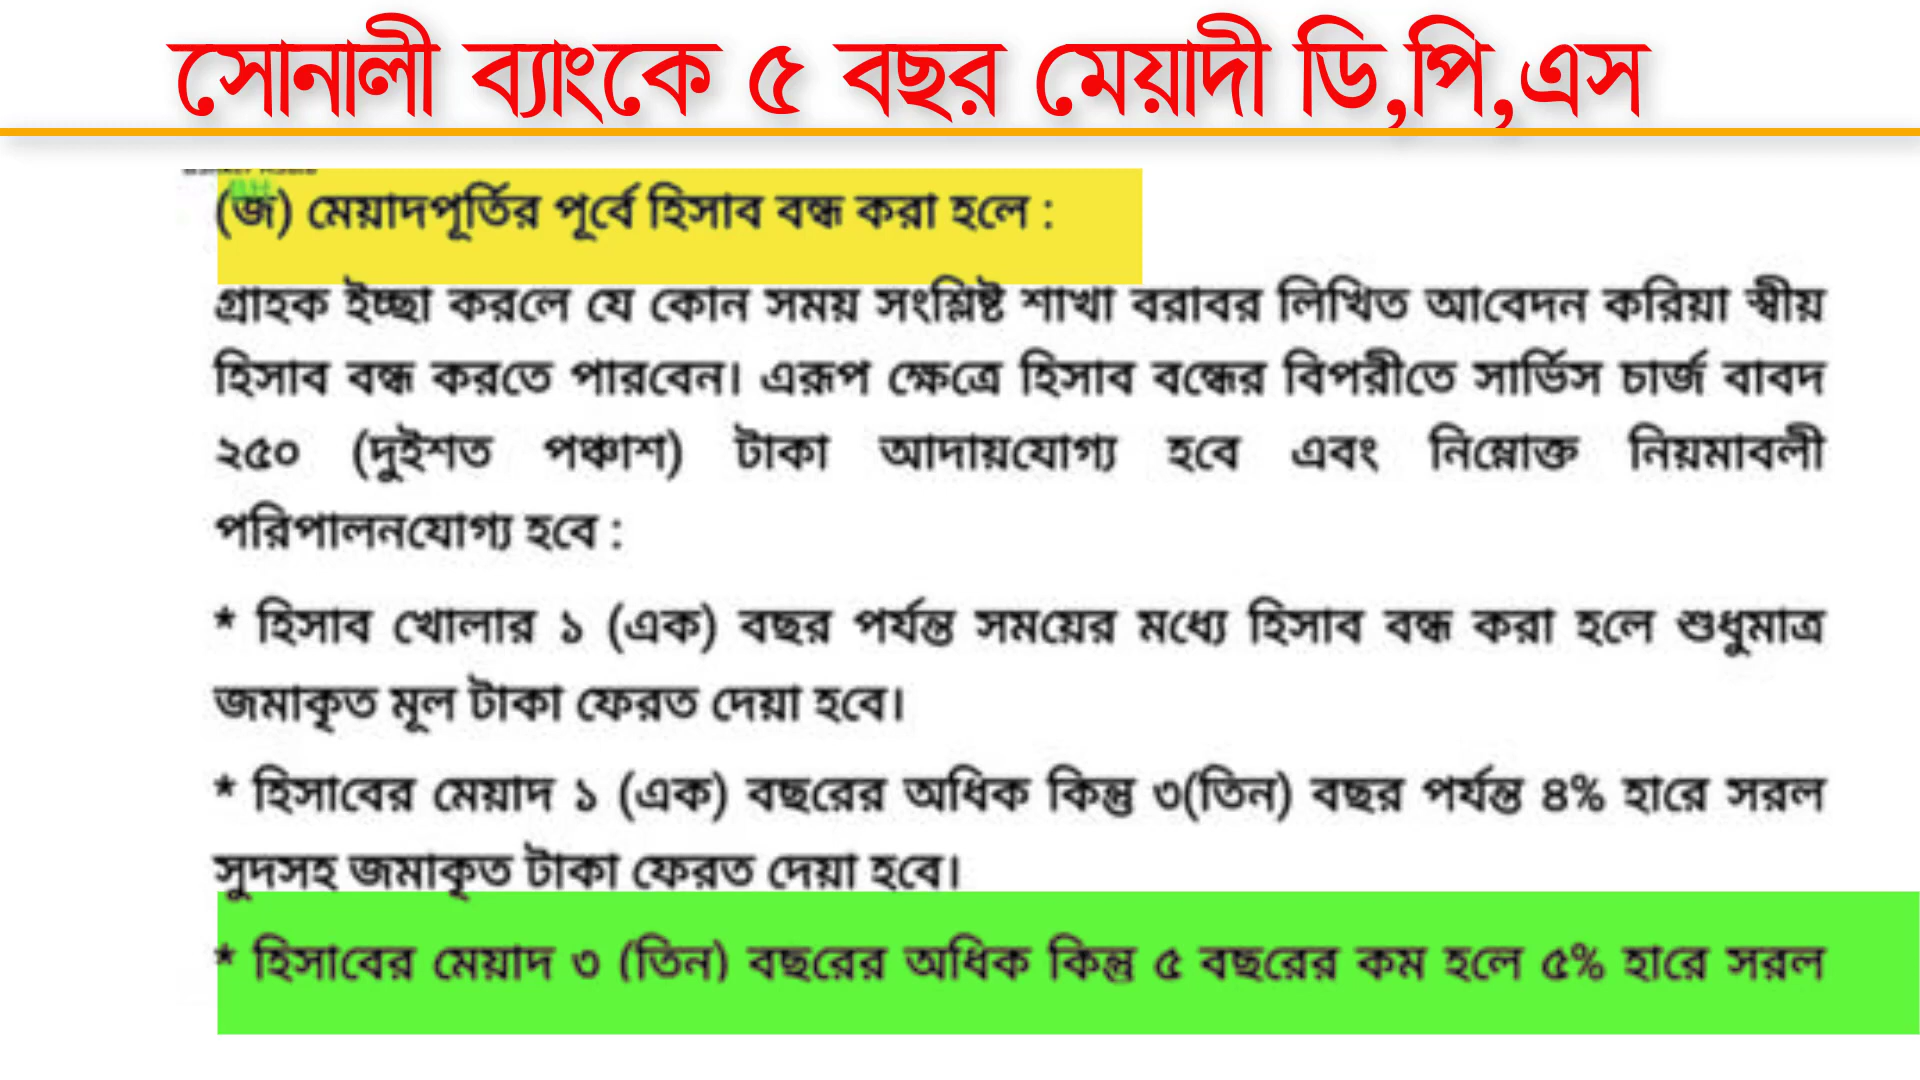 সোনালী ব্যাংকে ৫ বছর মেয়াদী ডি,পি,এস
(জ) মেয়াদপূর্তির পূর্বে হিসাব বন্ধ করা হলে :
গ্রাহক ইচ্ছা করলে যে কোন সময় সংশ্লিষ্ট শাখা বরাবর লিখিত আবেদন করিয়া স্বীয়
হিসাব বন্ধ করতে পারবেন। এরূপ ক্ষেত্রে হিসাব বন্ধের বিপরীতে সার্ভিস চার্জ বাবদ
২৫০ (দুইশত পঞ্চাশ) টাকা আদায়যোগ্য হবে এবং নিম্নোক্ত নিয়মাবলী
পরিপালনযোগ্য হবে :
* হিসাব খোলার ১ (এক) বছর পর্যন্ত সময়ের মধ্যে হিসাব বন্ধ করা হলে শুধুমাত্র
জমাকৃত মূল টাকা ফেরত দেয়া হবে।
* হিসাবের মেয়াদ ১ (এক) বছরের অধিক কিন্তু ৩(তিন) বছর পর্যন্ত ৪% হারে সরল
সুদসহ জমাকৃত টাকা ফেরত দেয়া হবে।
* হিসাবের মেয়াদ ৩ (তিন) বছরের অধিক কিন্তু ৫ বছরের কম হলে ৫% হারে সরল